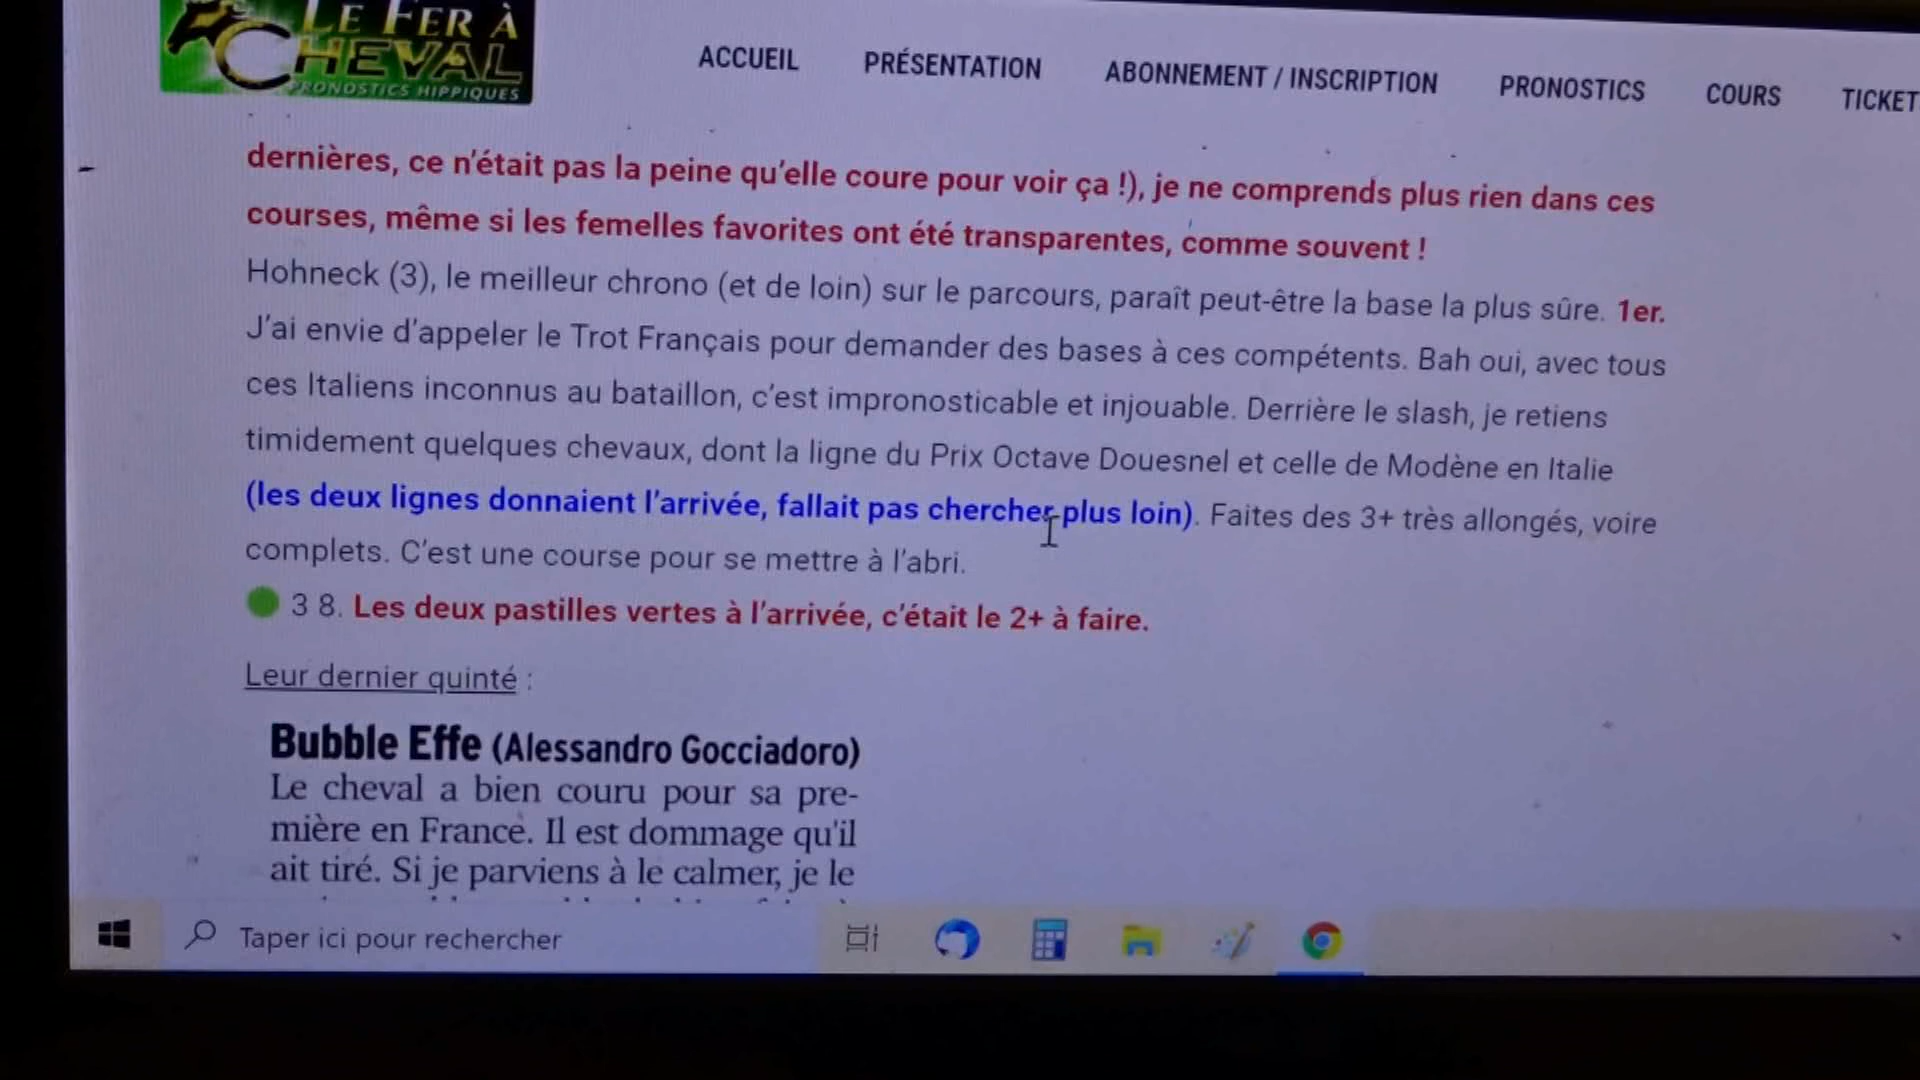 LE FER À
CHEVAL
PRONOSTICS HIPPIQUES
ACCUEIL PRÉSENTATION ABONNEMENT / INSCRIPTION PRONOSTICS COURS TICKET
dernières, ce n'était pas la peine qu'elle coure pour voir ça !), je ne comprends plus rien dans ces
courses, même si les femelles favorites ont été transparentes, comme souvent !
Hohneck (3), le meilleur chrono (et de loin) sur le parcours, paraît peut-être la base la plus sûre. 1er.
J'ai envie d'appeler le Trot Français pour demander des bases à ces compétents. Bah oui, avec tous
ces Italiens inconnus au bataillon, c'est impronosticable et injouable. Derrière le slash, je retiens
timidement quelques chevaux, dont la ligne du Prix Octave Douesnel et celle de Modène en Italie
(les deux lignes donnaient l'arrivée, fallait pas chercher plus loin). Faites des 3+ très allongés, voire
complets. C'est une course pour se mettre à l'abri.
3 8. Les deux pastilles vertes à l'arrivée, c'était le 2+ à faire.
Leur dernier quinté :
Bubble Effe (Alessandro Gocciadoro)
Le cheval a bien couru pour sa pre-
mière en France. Il est dommage qu'il
ait tiré. Si je parviens à le calmer, je le
Taper ici pour rechercher